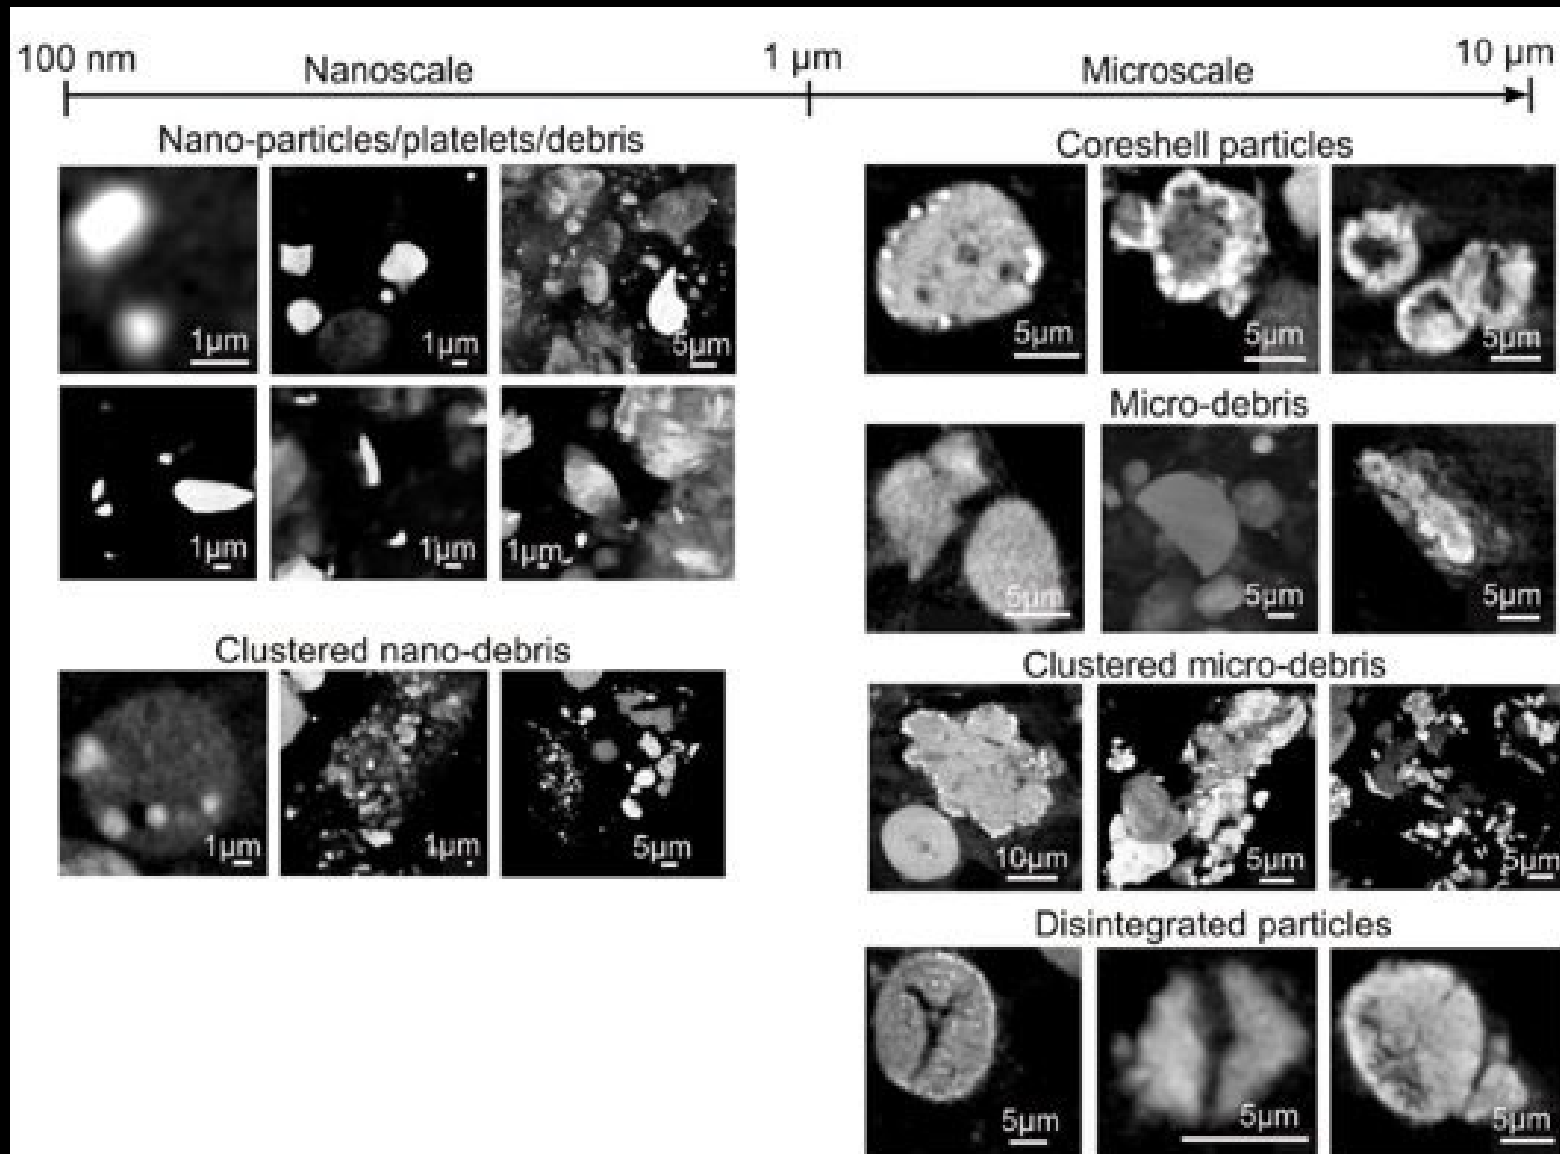 100 nm Nanoscale 1 µm Microscale 10 µm
Nano-particles/platelets/debris
1µm 1µm 5µm
1µm 1µm 1µm
Clustered nano-debris
1µm 1µm 5µm
Coreshell particles
5µm 5µm 5µm
Micro-debris
5µm 5µm 5µm
Clustered micro-debris
10µm 5µm 5µm
Disintegrated particles
5µm 5µm 5µm